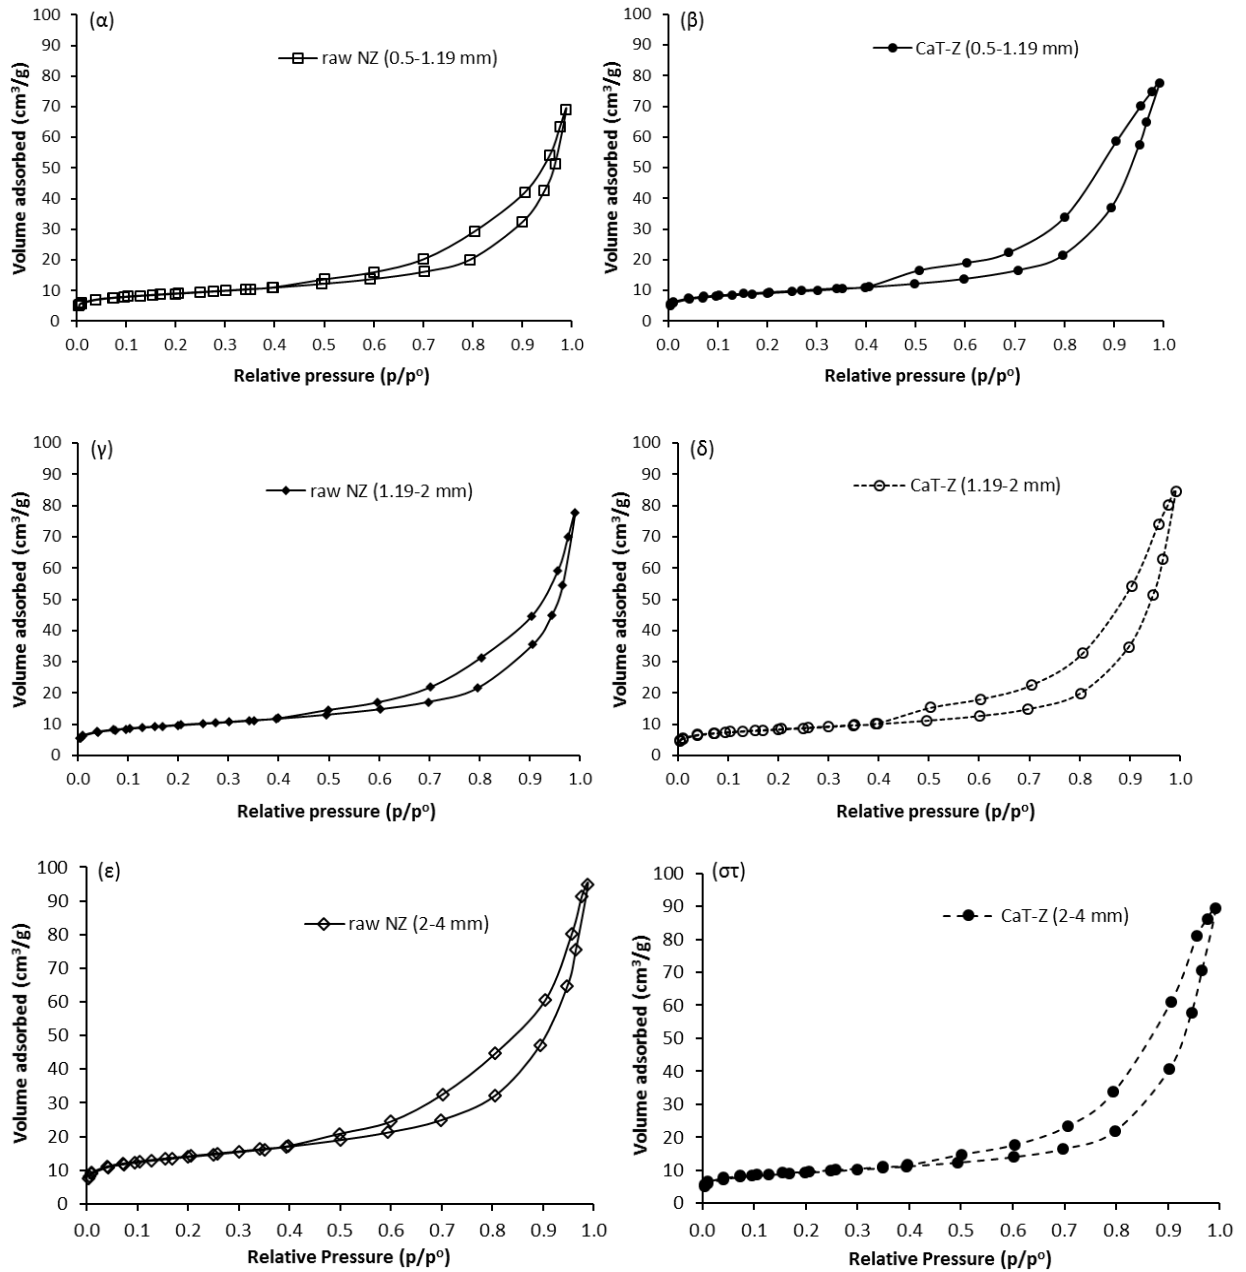 (α)
raw NZ (0.5-1.19 mm)
Volume adsorbed (cm³/g)
100
90
80
70
60
50
40
30
20
10
0
0.0 0.1 0.2 0.3 0.4 0.5 0.6 0.7 0.8 0.9 1.0
Relative pressure (p/pᵒ)
(β)
CaT-Z (0.5-1.19 mm)
Volume adsorbed (cm³/g)
100
90
80
70
60
50
40
30
20
10
0
0.0 0.1 0.2 0.3 0.4 0.5 0.6 0.7 0.8 0.9 1.0
Relative pressure (p/pᵒ)
(γ)
raw NZ (1.19-2 mm)
Volume adsorbed (cm³/g)
100
90
80
70
60
50
40
30
20
10
0
0.0 0.1 0.2 0.3 0.4 0.5 0.6 0.7 0.8 0.9 1.0
Relative pressure (p/pᵒ)
(δ)
CaT-Z (1.19-2 mm)
Volume adsorbed (cm³/g)
100
90
80
70
60
50
40
30
20
10
0
0.0 0.1 0.2 0.3 0.4 0.5 0.6 0.7 0.8 0.9 1.0
Relative pressure (p/pᵒ)
(ε)
raw NZ (2-4 mm)
Volume adsorbed (cm³/g)
100
90
80
70
60
50
40
30
20
10
0
0.0 0.1 0.2 0.3 0.4 0.5 0.6 0.7 0.8 0.9 1.0
Relative Pressure (p/pᵒ)
(στ)
CaT-Z (2-4 mm)
Volume adsorbed (cm³/g)
100
90
80
70
60
50
40
30
20
10
0
0.0 0.1 0.2 0.3 0.4 0.5 0.6 0.7 0.8 0.9 1.0
Relative Pressure (p/pᵒ)